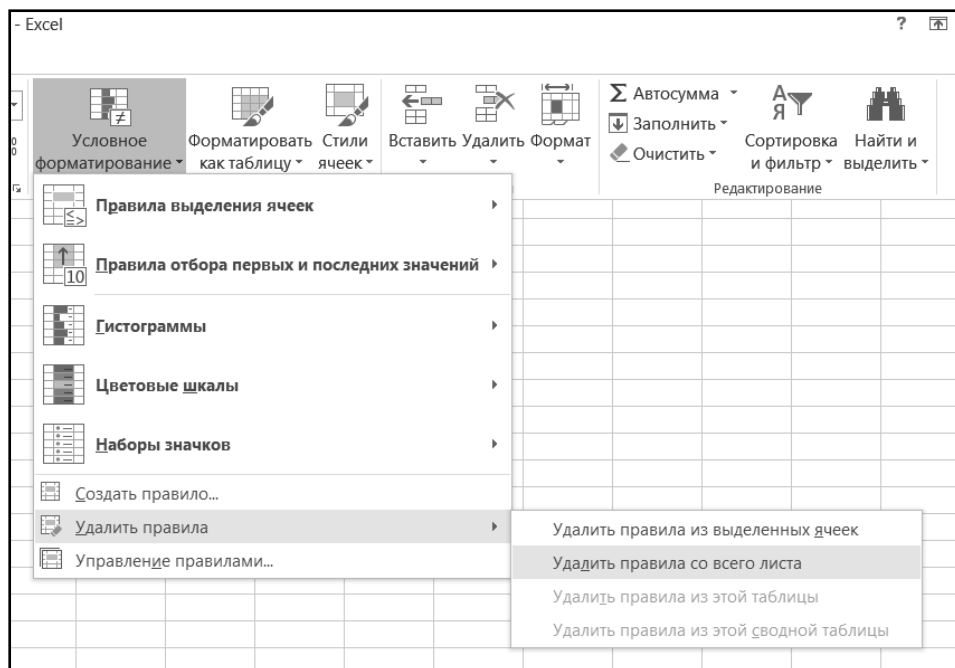 - Excel
?
Условное форматирование
Форматировать как таблицу
Стили ячеек
Вставить
Удалить
Формат
Σ Автосумма
Заполнить
Очистить
Сортировка и фильтр
Найти и выделить
Редактирование
Правила выделения ячеек
Правила отбора первых и последних значений
Гистограммы
Цветовые шкалы
Наборы значков
Создать правило...
Удалить правила
Управление правилами...
Удалить правила из выделенных ячеек
Удалить правила со всего листа
Удалить правила из этой таблицы
Удалить правила из этой сводной таблицы